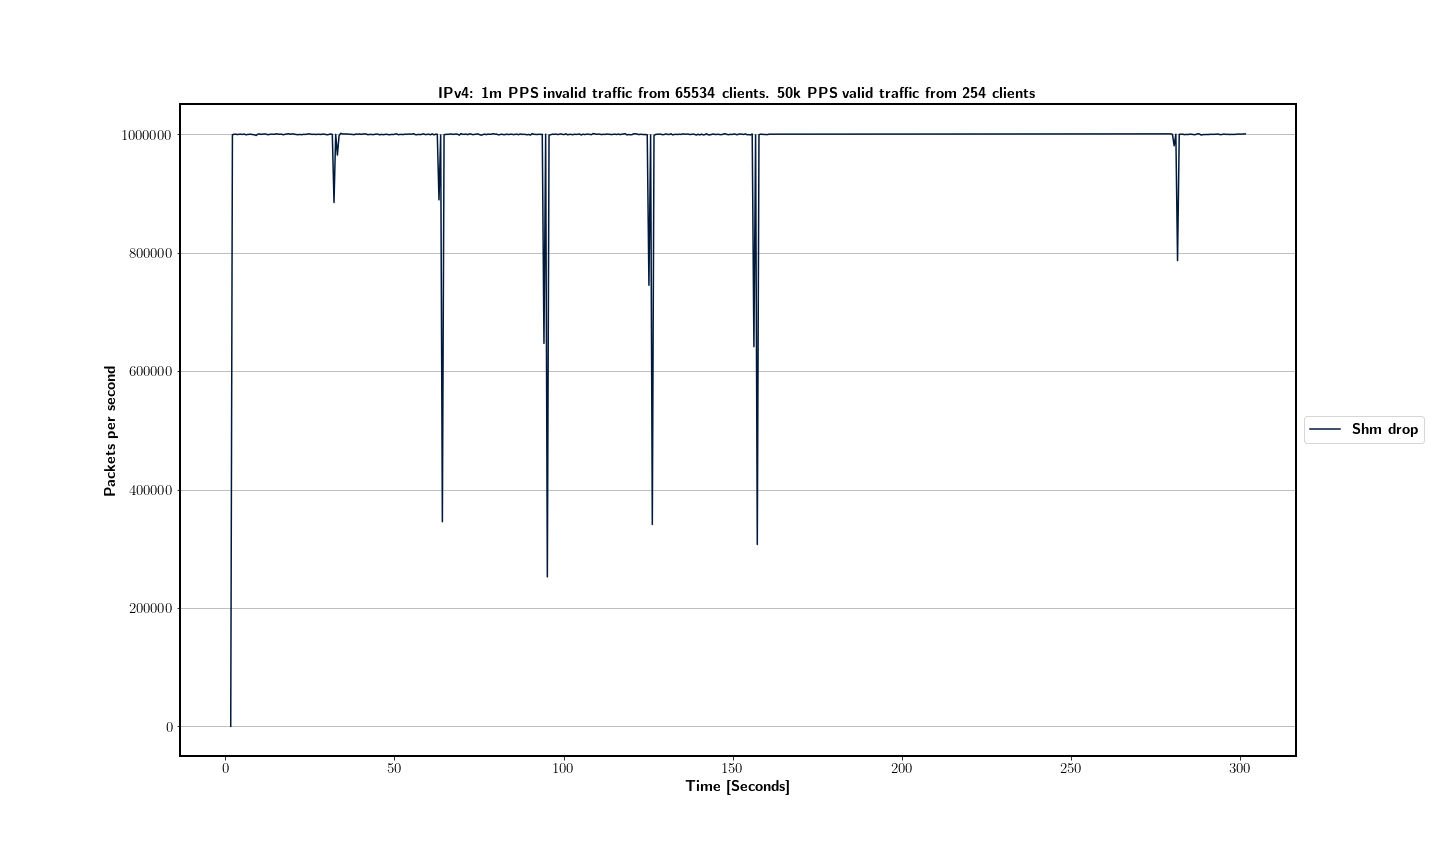 IPv4: 1m PPS invalid traffic from 65534 clients. 50k PPS valid traffic from 254 clients
1000000
800000
600000
400000
200000
0
Packets per second
Shm drop
0 50 100 150 200 250 300
Time [Seconds]